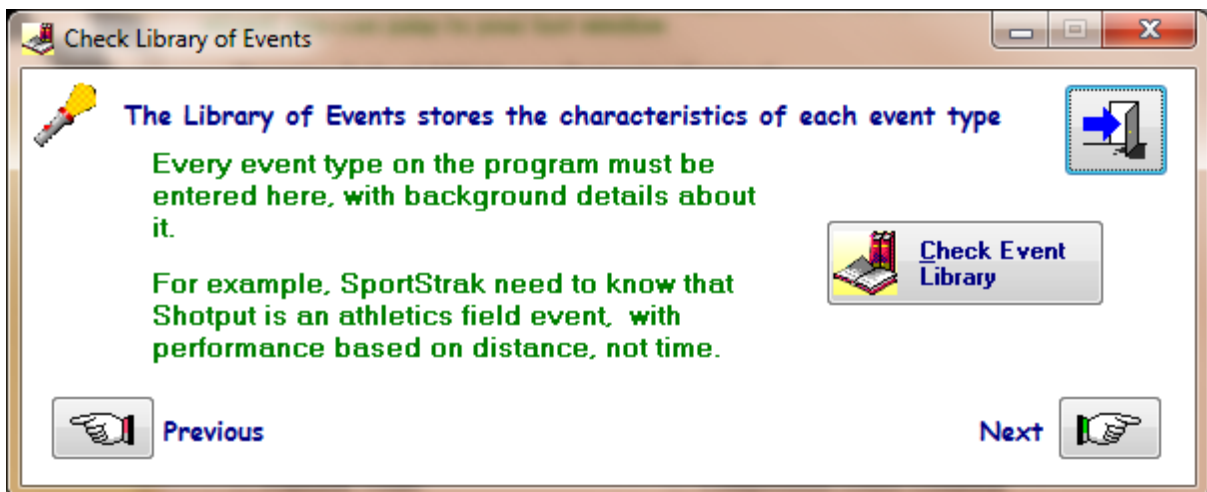 Check Library of Events
The Library of Events stores the characteristics of each event type
Every event type on the program must be
entered here, with background details about
it.
Check Event
Library
For example, SportStrak need to know that
Shotput is an athletics field event,  with
performance based on distance, not time.
Previous
Next